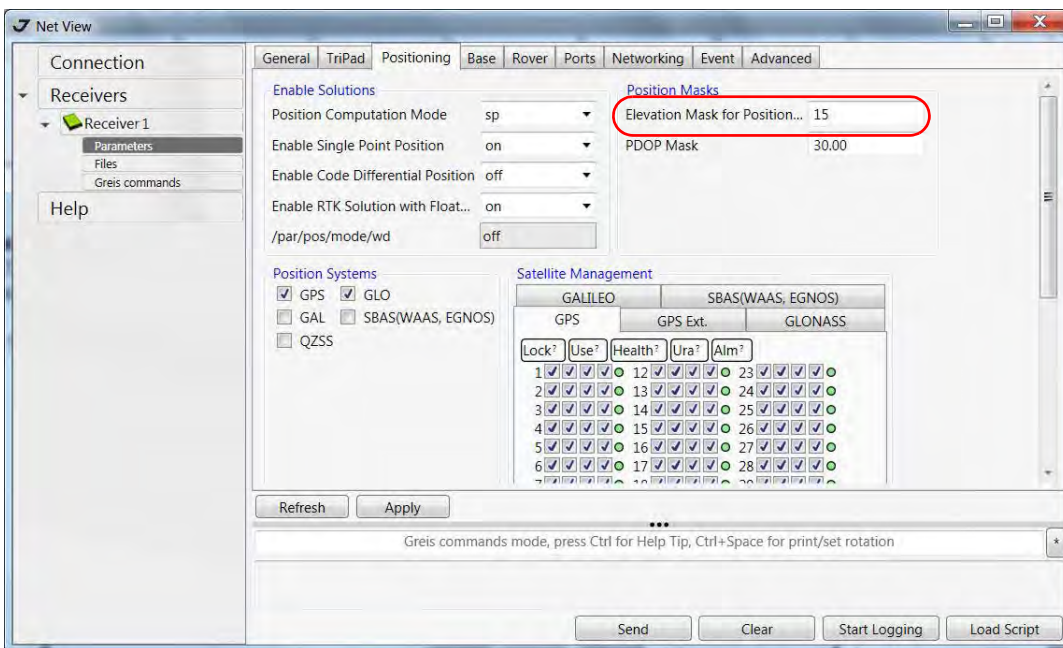 Net View
Connection
Receivers
Receiver 1
Parameters
Files
Greis commands
Help
General TriPad Positioning Base Rover Ports Networking Event Advanced
Enable Solutions
Position Computation Mode sp
Enable Single Point Position on
Enable Code Differential Position off
Enable RTK Solution with Float... on
/par/pos/mode/wd off
Position Masks
Elevation Mask for Position... 15
PDOP Mask 30.00
Position Systems
GPS GLO
GAL SBAS(WAAS, EGNOS)
QZSS
Satellite Management
GALILEO SBAS(WAAS, EGNOS)
GPS GPS Ext. GLONASS
Lock? Use? Health? Ura? Alm?
1 12 23
2 13 24
3 14 25
4 15 26
5 16 27
6 17 28
Refresh Apply
Greis commands mode, press Ctrl for Help Tip, Ctrl+Space for print/set rotation
*
Send Clear Start Logging Load Script